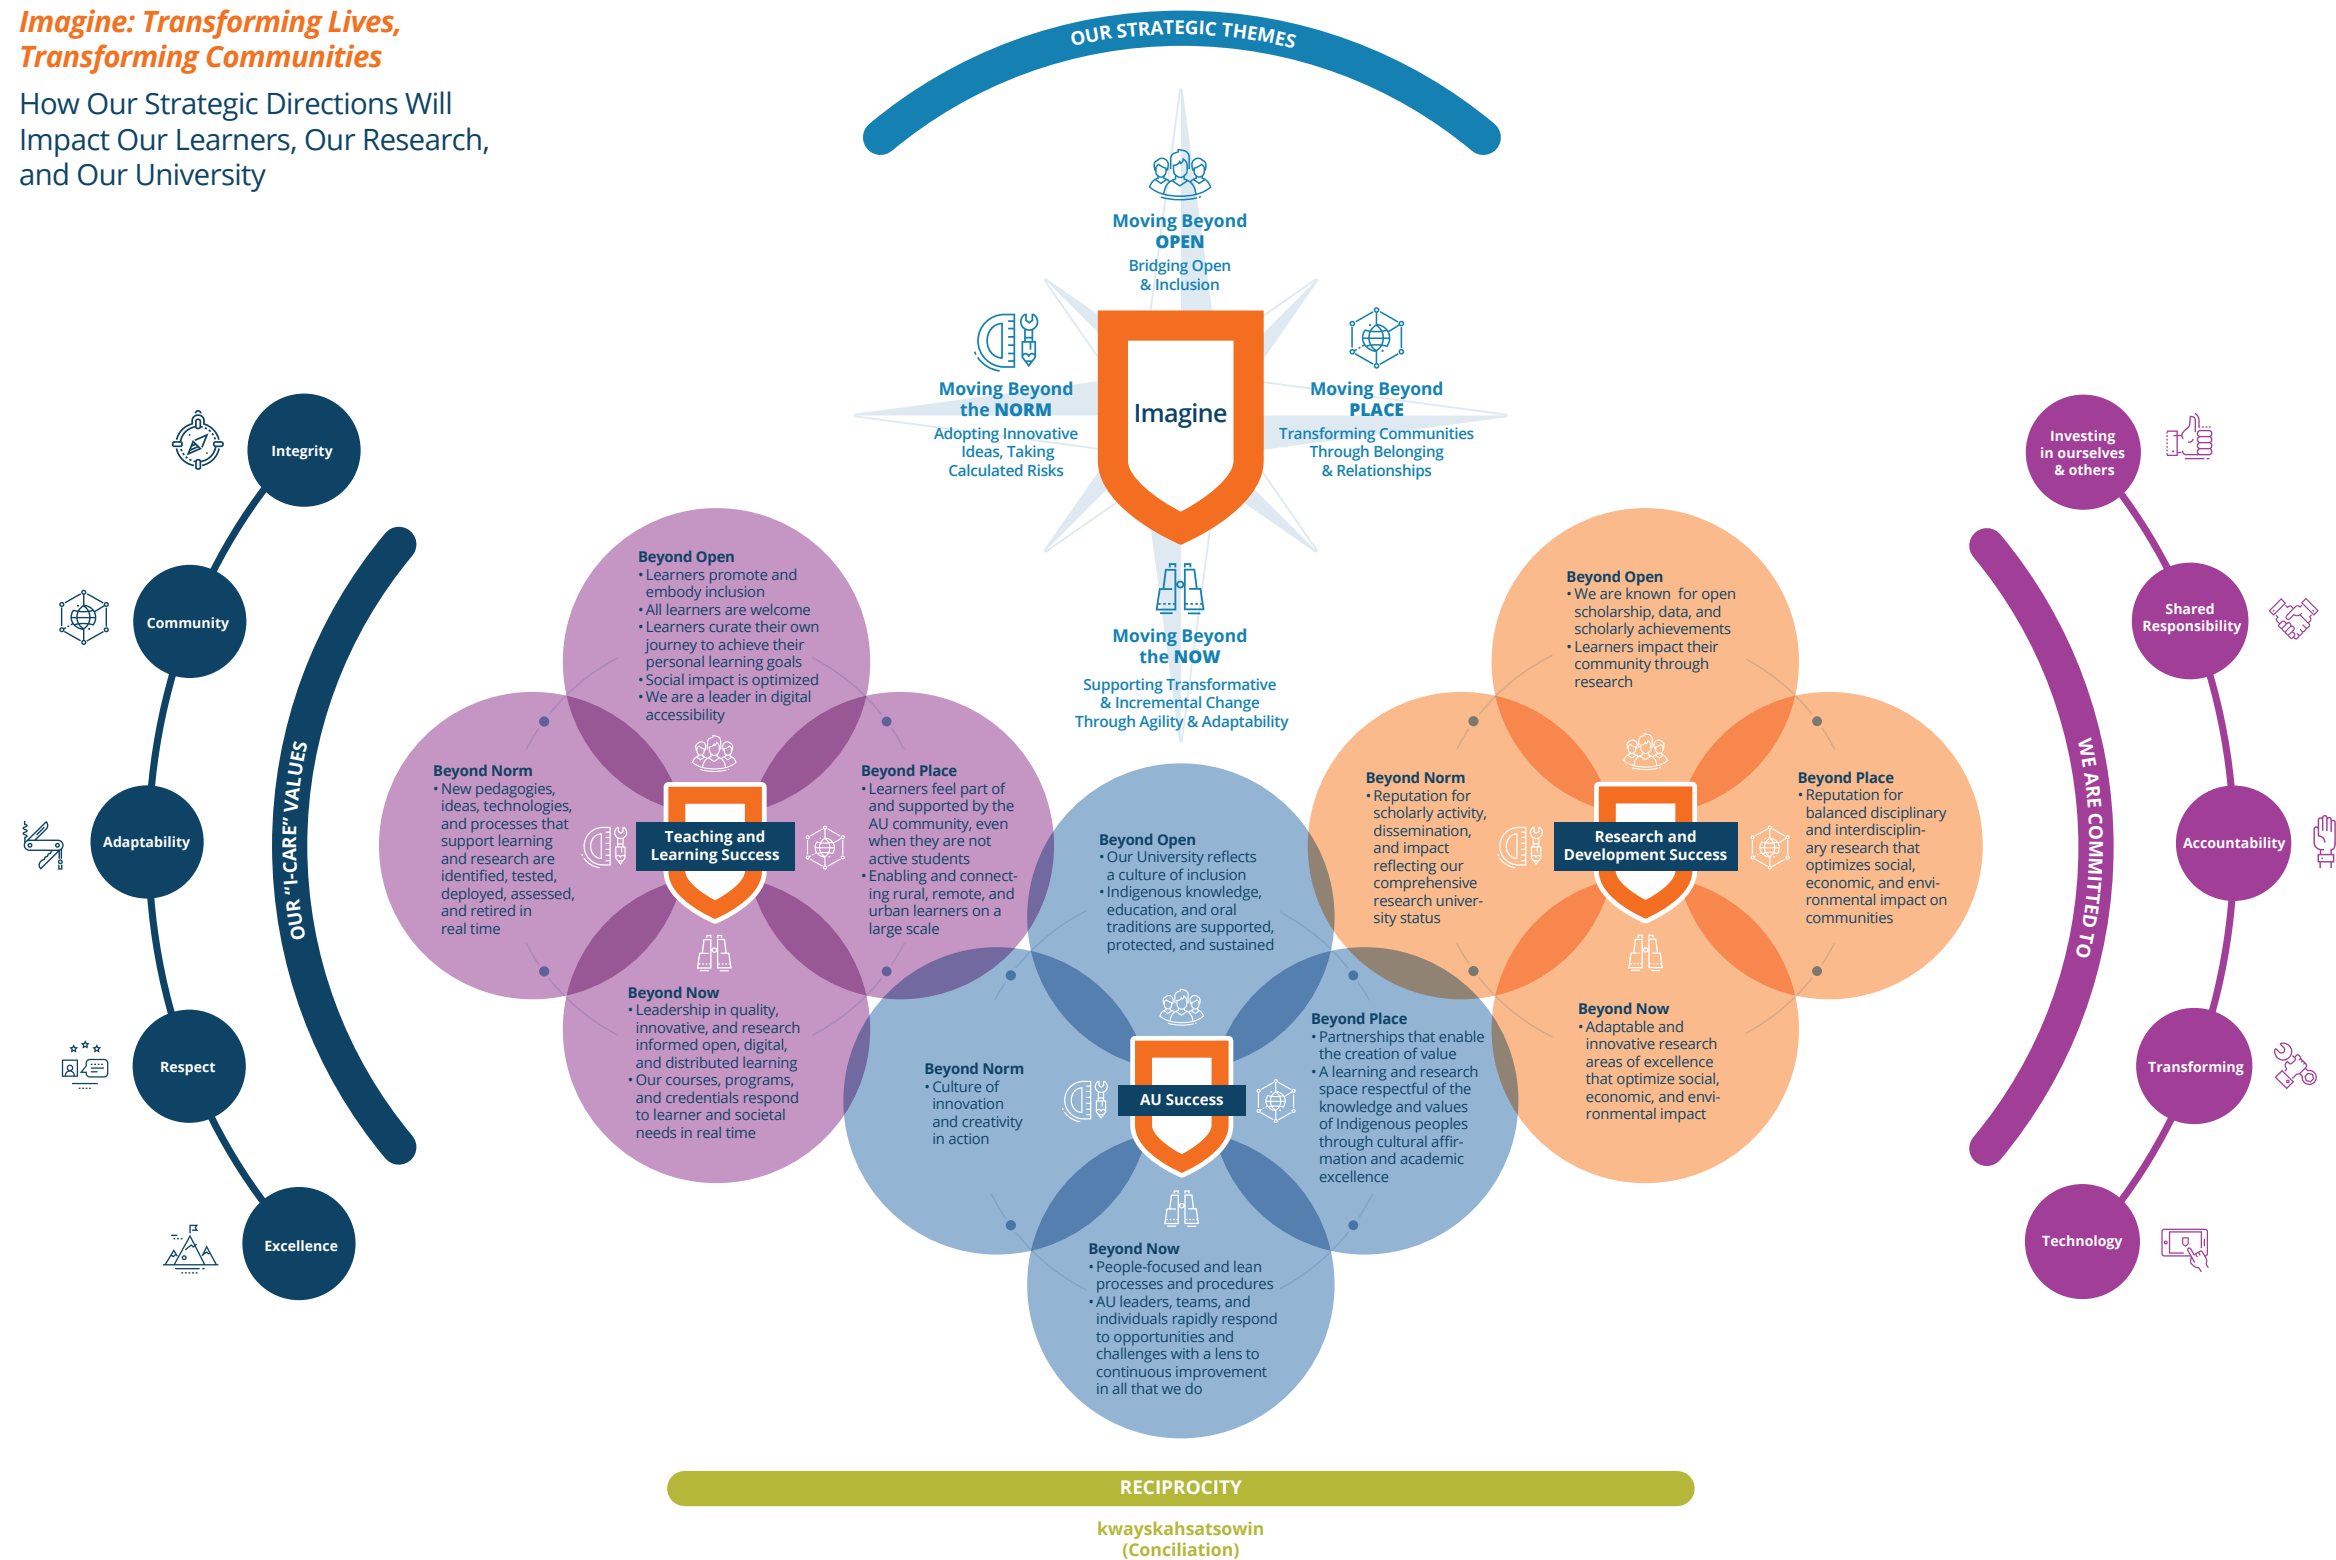 Imagine: Transforming Lives,
Transforming Communities
How Our Strategic Directions Will
Impact Our Learners, Our Research,
and Our University
OUR STRATEGIC THEMES
Moving Beyond
OPEN
Bridging Open
& Inclusion
Moving Beyond
the NORM
Adopting Innovative
Ideas, Taking
Calculated Risks
Imagine
Moving Beyond
PLACE
Transforming Communities
Through Belonging
& Relationships
Moving Beyond
the NOW
Supporting Transformative
& Incremental Change
Through Agility & Adaptability
OUR "I-CARE" VALUES
Integrity
Community
Adaptability
Respect
Excellence
Beyond Open
• Learners promote and
embody inclusion
• All learners are welcome
• Learners curate their own
journey to achieve their
personal learning goals
• Social impact is optimized
• We are a leader in digital
accessibility
Beyond Norm
• New pedagogies,
ideas, technologies,
and processes that
support learning
and research are
identified, tested,
deployed, assessed,
and retired in
real time
Teaching and
Learning Success
Beyond Place
• Learners feel part of
and supported by the
AU community, even
when they are not
active students
• Enabling and connect-
ing rural, remote, and
urban learners on a
large scale
Beyond Now
• Leadership in quality,
innovative, and research
informed open, digital,
and distributed learning
• Our courses, programs,
and credentials respond
to learner and societal
needs in real time
Beyond Open
• Our University reflects
a culture of inclusion
• Indigenous knowledge,
education, and oral
traditions are supported,
protected, and sustained
Beyond Norm
• Culture of
innovation
and creativity
in action
AU Success
Beyond Place
• Partnerships that enable
the creation of value
• A learning and research
space respectful of the
knowledge and values
of Indigenous peoples
through cultural affir-
mation and academic
excellence
Beyond Now
• People-focused and lean
processes and procedures
• AU leaders, teams, and
individuals rapidly respond
to opportunities and
challenges with a lens to
continuous improvement
in all that we do
Beyond Open
• We are known for open
scholarship, data, and
scholarly achievements
• Learners impact their
community through
research
Beyond Norm
• Reputation for
scholarly activity,
dissemination,
and impact
reflecting our
comprehensive
research univer-
sity status
Research and
Development Success
Beyond Place
• Reputation for
balanced disciplinary
and interdisciplin-
ary research that
optimizes social,
economic, and envi-
ronmental impact on
communities
Beyond Now
• Adaptable and
innovative research
areas of excellence
that optimize social,
economic, and envi-
ronmental impact
WE ARE COMMITTED TO
Investing
in ourselves
& others
Shared
Responsibility
Accountability
Transforming
Technology
RECIPROCITY
kwayskahsatsowin
(Conciliation)